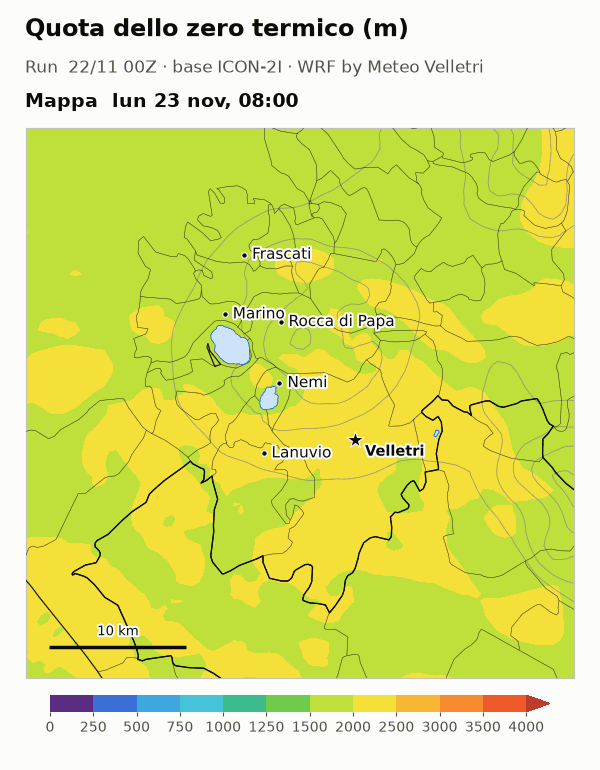 Quota dello zero termico (m)
Run  22/11 00Z · base ICON-2I · WRF by Meteo Velletri
Mappa  lun 23 nov, 08:00
Frascati
Marino
Rocca di Papa
Nemi
Velletri
Lanuvio
10 km
0 250 500 750 1000 1250 1500 2000 2500 3000 3500 4000